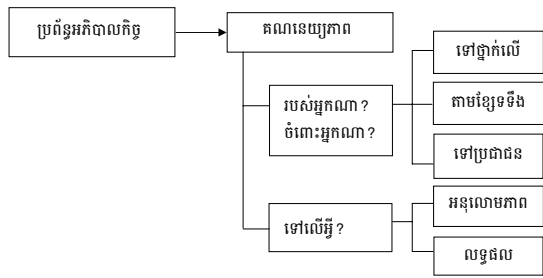 ប្រព័ន្ធអភិបាលកិច្ច
គណនេយ្យភាព
ទៅថ្នាក់លើ
របស់អ្នកណា?
ចំពោះអ្នកណា?
តាមខ្សែទទឹង
ទៅប្រជាជន
អនុលោមភាព
ទៅលើអ្វី?
លទ្ធផល